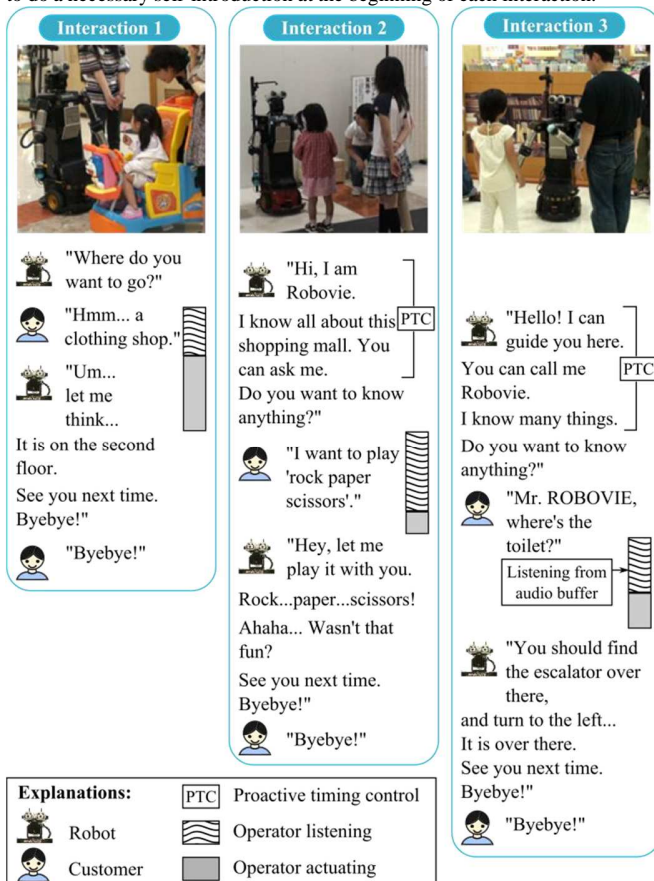 to do a necessary self-introduction at the beginning of each interaction.
Interaction 1
"Where do you
want to go?"
"Hmm... a
clothing shop."
"Um...
let me
think...
It is on the second
floor.
See you next time.
Byebye!"
"Byebye!"
Interaction 2
"Hi, I am
Robovie.
I know all about this
shopping mall. You
can ask me.
PTC
Do you want to know
anything?"
"I want to play
'rock paper
scissors'."
"Hey, let me
play it with you.
Rock...paper...scissors!
Ahaha... Wasn't that
fun?
See you next time.
Byebye!"
"Byebye!"
Interaction 3
"Hello! I can
guide you here.
You can call me
Robovie.
I know many things.
PTC
Do you want to know
anything?"
"Mr. ROBOVIE,
where's the
toilet?"
Listening from
audio buffer
"You should find
the escalator over
there,
and turn to the left...
It is over there.
See you next time.
Byebye!"
"Byebye!"
Explanations:
Robot
Customer
PTC Proactive timing control
Operator listening
Operator actuating